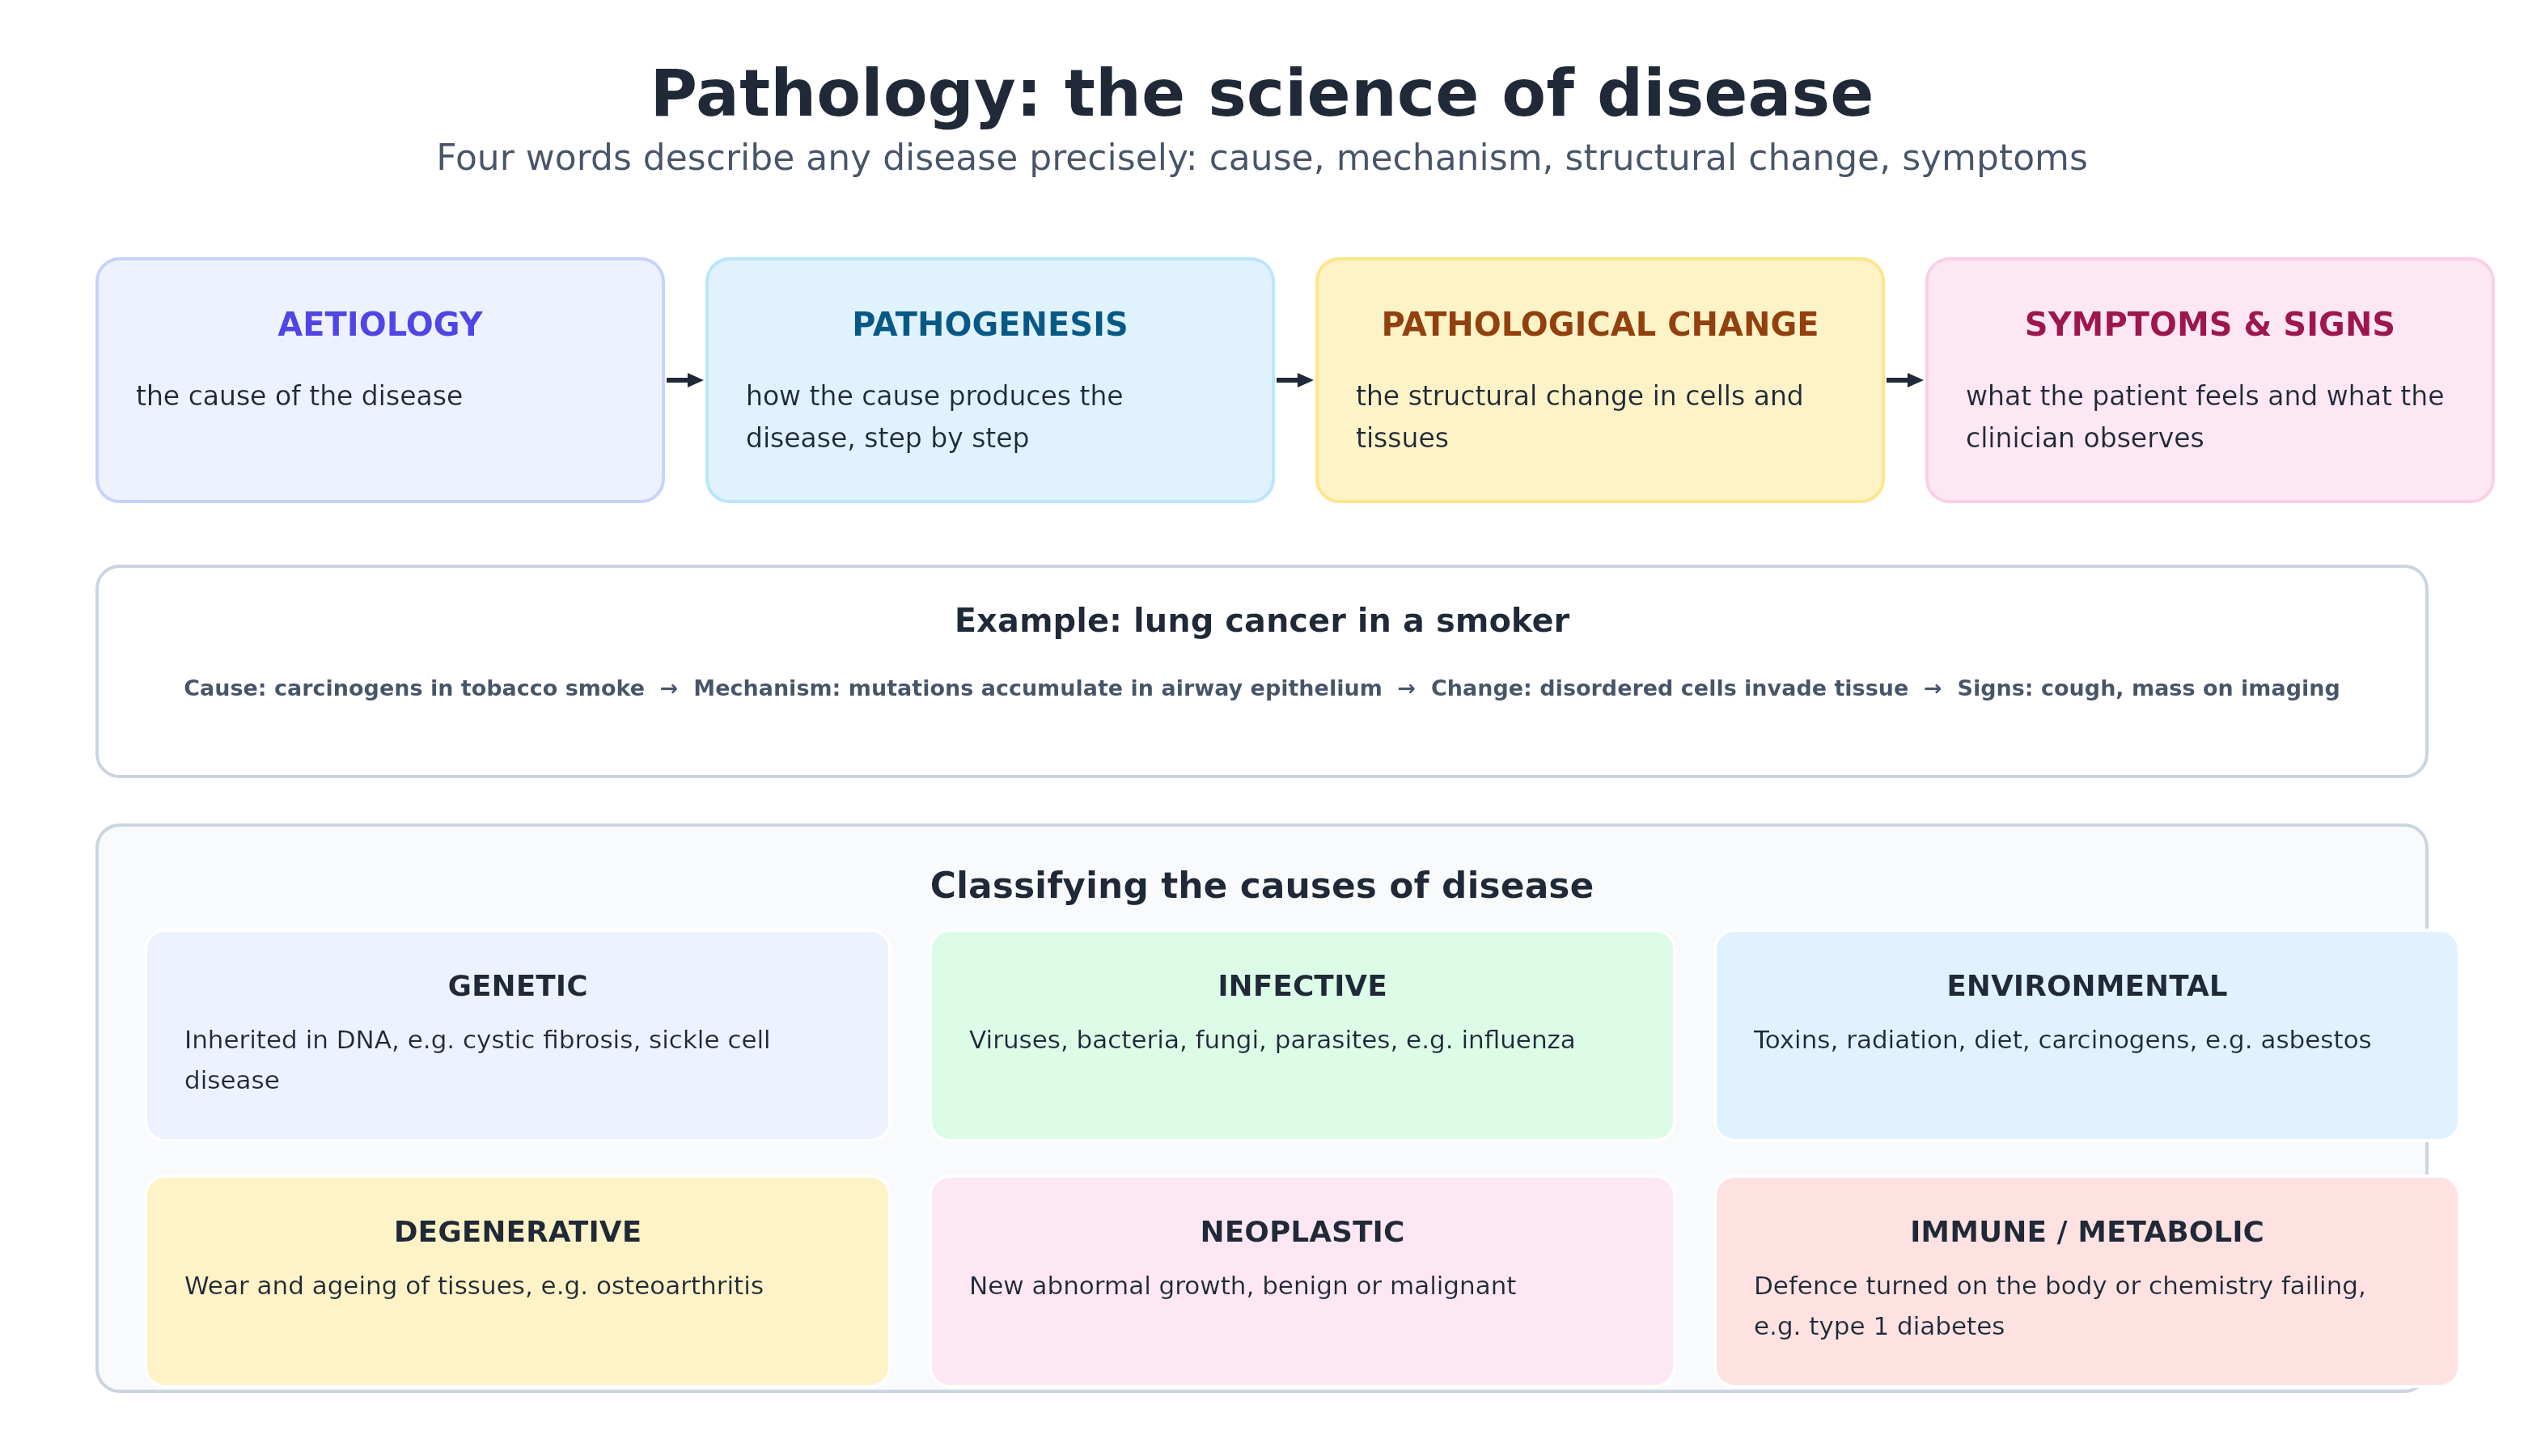 Pathology: the science of disease
Four words describe any disease precisely: cause, mechanism, structural change, symptoms
AETIOLOGY
the cause of the disease
PATHOGENESIS
how the cause produces the
disease, step by step
PATHOLOGICAL CHANGE
the structural change in cells and
tissues
SYMPTOMS & SIGNS
what the patient feels and what the
clinician observes
Example: lung cancer in a smoker
Cause: carcinogens in tobacco smoke → Mechanism: mutations accumulate in airway epithelium → Change: disordered cells invade tissue → Signs: cough, mass on imaging
Classifying the causes of disease
GENETIC
Inherited in DNA, e.g. cystic fibrosis, sickle cell
disease
INFECTIVE
Viruses, bacteria, fungi, parasites, e.g. influenza
ENVIRONMENTAL
Toxins, radiation, diet, carcinogens, e.g. asbestos
DEGENERATIVE
Wear and ageing of tissues, e.g. osteoarthritis
NEOPLASTIC
New abnormal growth, benign or malignant
IMMUNE / METABOLIC
Defence turned on the body or chemistry failing,
e.g. type 1 diabetes